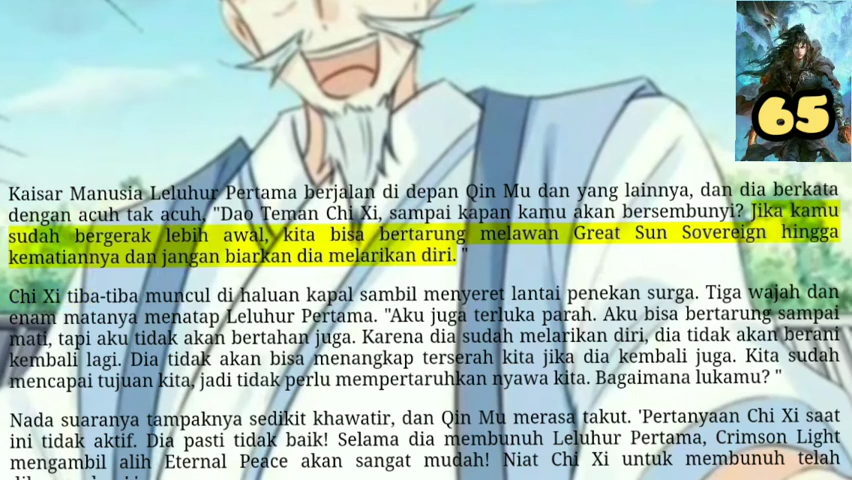 65
Kaisar Manusia Leluhur Pertama berjalan di depan Qin Mu dan yang lainnya, dan dia berkata
dengan acuh tak acuh, "Dao Teman Chi Xi, sampai kapan kamu akan bersembunyi? Jika kamu
sudah bergerak lebih awal, kita bisa bertarung melawan Great Sun Sovereign hingga
kematiannya dan jangan biarkan dia melarikan diri. "
Chi Xi tiba-tiba muncul di haluan kapal sambil menyeret lantai penekan surga. Tiga wajah dan
enam matanya menatap Leluhur Pertama. "Aku juga terluka parah. Aku bisa bertarung sampai
mati, tapi aku tidak akan bertahan juga. Karena dia sudah melarikan diri, dia tidak akan berani
kembali lagi. Dia tidak akan bisa menangkap terserah kita jika dia kembali juga. Kita sudah
mencapai tujuan kita, jadi tidak perlu mempertaruhkan nyawa kita. Bagaimana lukamu? "
Nada suaranya tampaknya sedikit khawatir, dan Qin Mu merasa takut. 'Pertanyaan Chi Xi saat
ini tidak aktif. Dia pasti tidak baik! Selama dia membunuh Leluhur Pertama, Crimson Light
mengambil alih Eternal Peace akan sangat mudah! Niat Chi Xi untuk membunuh telah